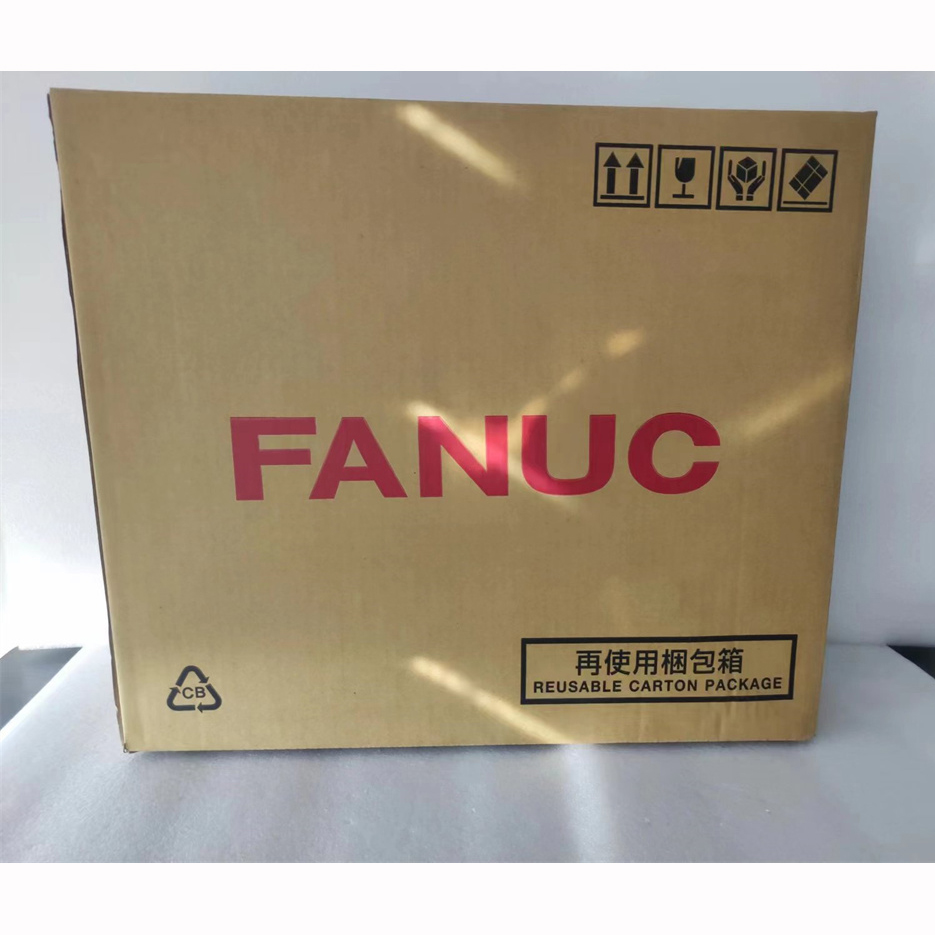 FANUC
再使用梱包箱
REUSABLE CARTON PACKAGE
CB